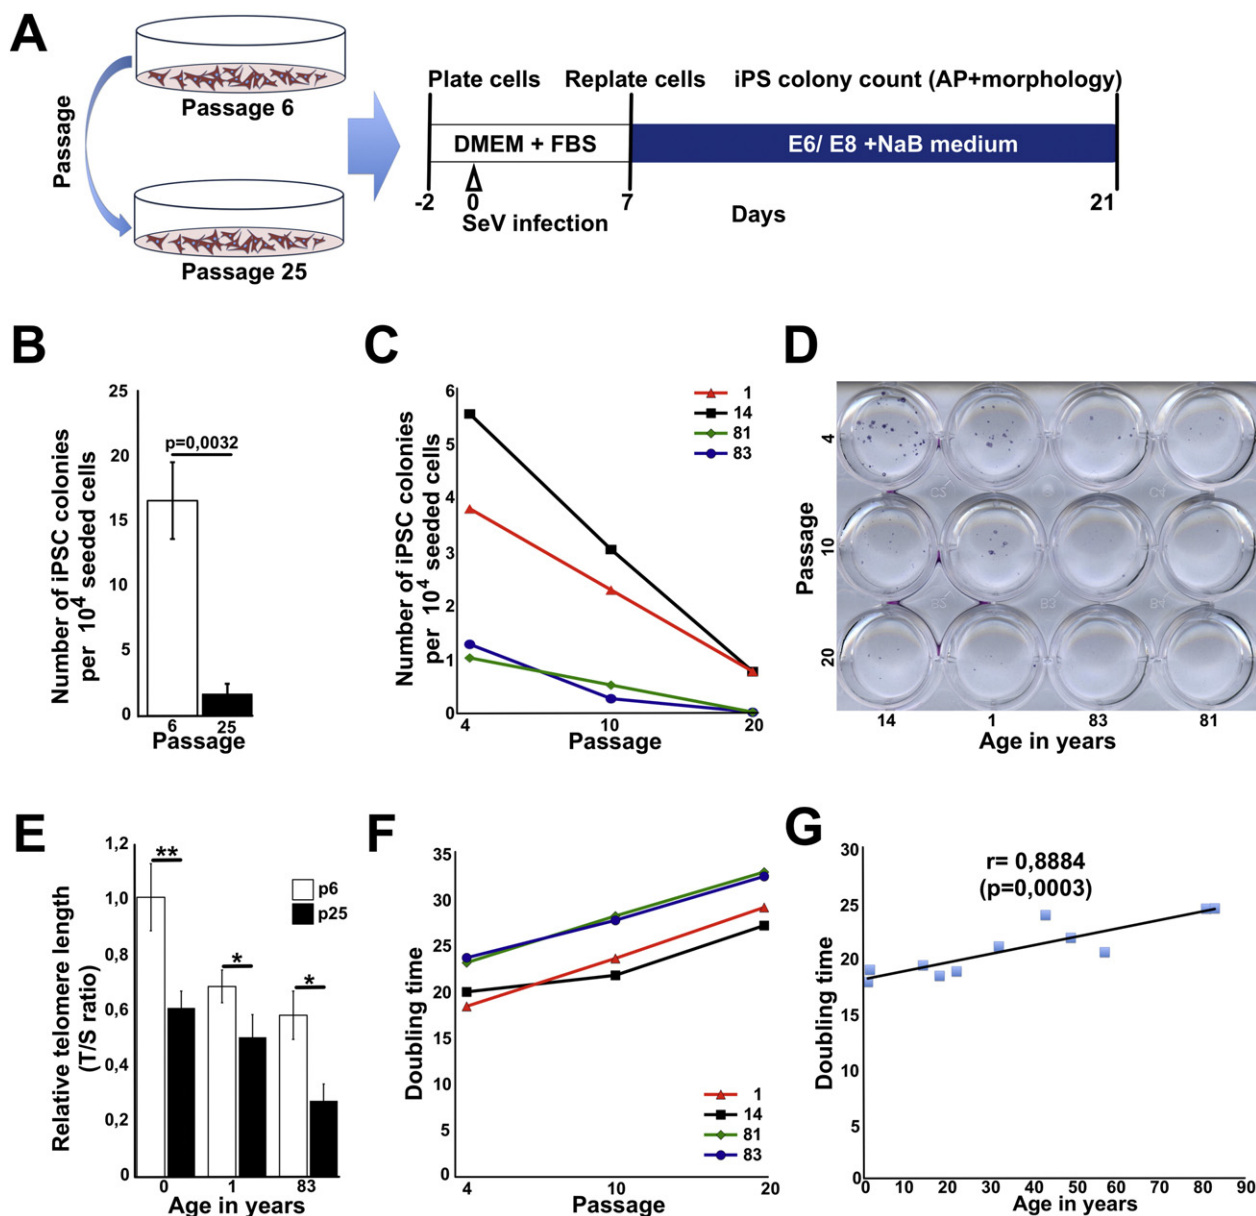 A
Passage
Passage 6
Passage 25
Plate cells Replate cells iPS colony count (AP+morphology)
DMEM + FBS E6/ E8 +NaB medium
-2 0 7 Days 21
SeV infection
B
Number of iPSC colonies
per 10⁴ seeded cells
25
20
15
10
5
0
p=0,0032
6 25
Passage
C
Number of iPSC colonies
per 10⁴ seeded cells
6
5
4
3
2
1
0
1
14
81
83
4 10 20
Passage
D
Passage
4
10
20
14 1 83 81
Age in years
E
Relative telomere length
(T/S ratio)
1,2
1,0
0,8
0,6
0,4
0,2
0
** * *
p6
p25
0 1 83
Age in years
F
Doubling time
35
30
25
20
15
10
5
0
1
14
81
83
4 10 20
Passage
G
Doubling time
30
25
20
15
10
5
0
r= 0,8884
(p=0,0003)
0 10 20 30 40 50 60 70 80 90
Age in years